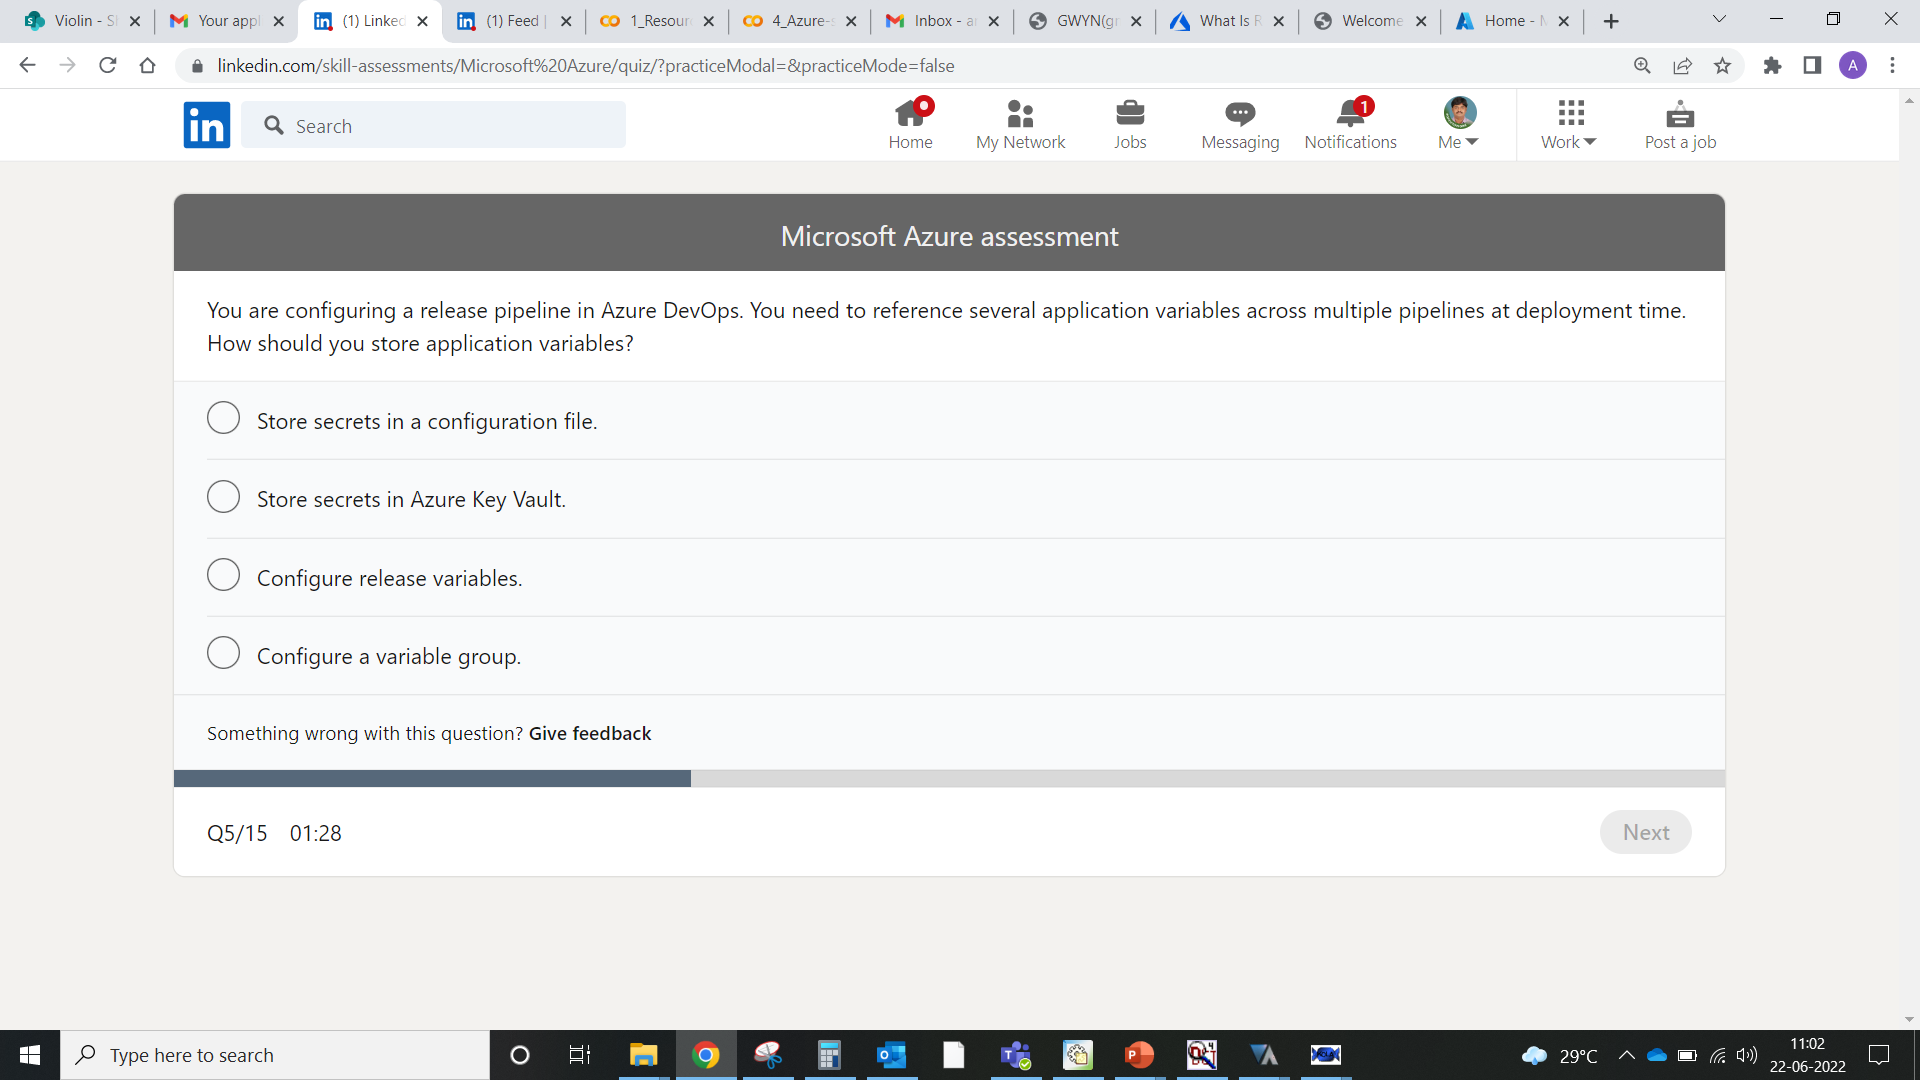 Violin - S
Your appl
(1) Linked
(1) Feed |
1_Resour
4_Azure-s
Inbox - a
GWYN(gr
What Is R
Welcome
Home -
linkedin.com/skill-assessments/Microsoft%20Azure/quiz/?practiceModal=&practiceMode=false
A
in
Search
Home
My Network
Jobs
Messaging
1
Notifications
Me
Work
Post a job
Microsoft Azure assessment
You are configuring a release pipeline in Azure DevOps. You need to reference several application variables across multiple pipelines at deployment time.
How should you store application variables?
Store secrets in a configuration file.
Store secrets in Azure Key Vault.
Configure release variables.
Configure a variable group.
Something wrong with this question? Give feedback
Q5/15 01:28
Next
Type here to search
29°C
11:02
22-06-2022